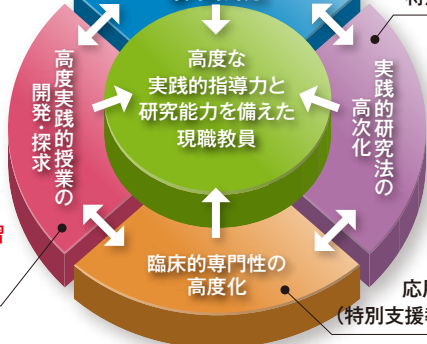 高度な
実践的指導力と
研究能力を備えた
現職教員
高度実践的授業の
開発・探求
実践的研究法の
高次化
臨床的専門性の
高度化
応
(特別支援